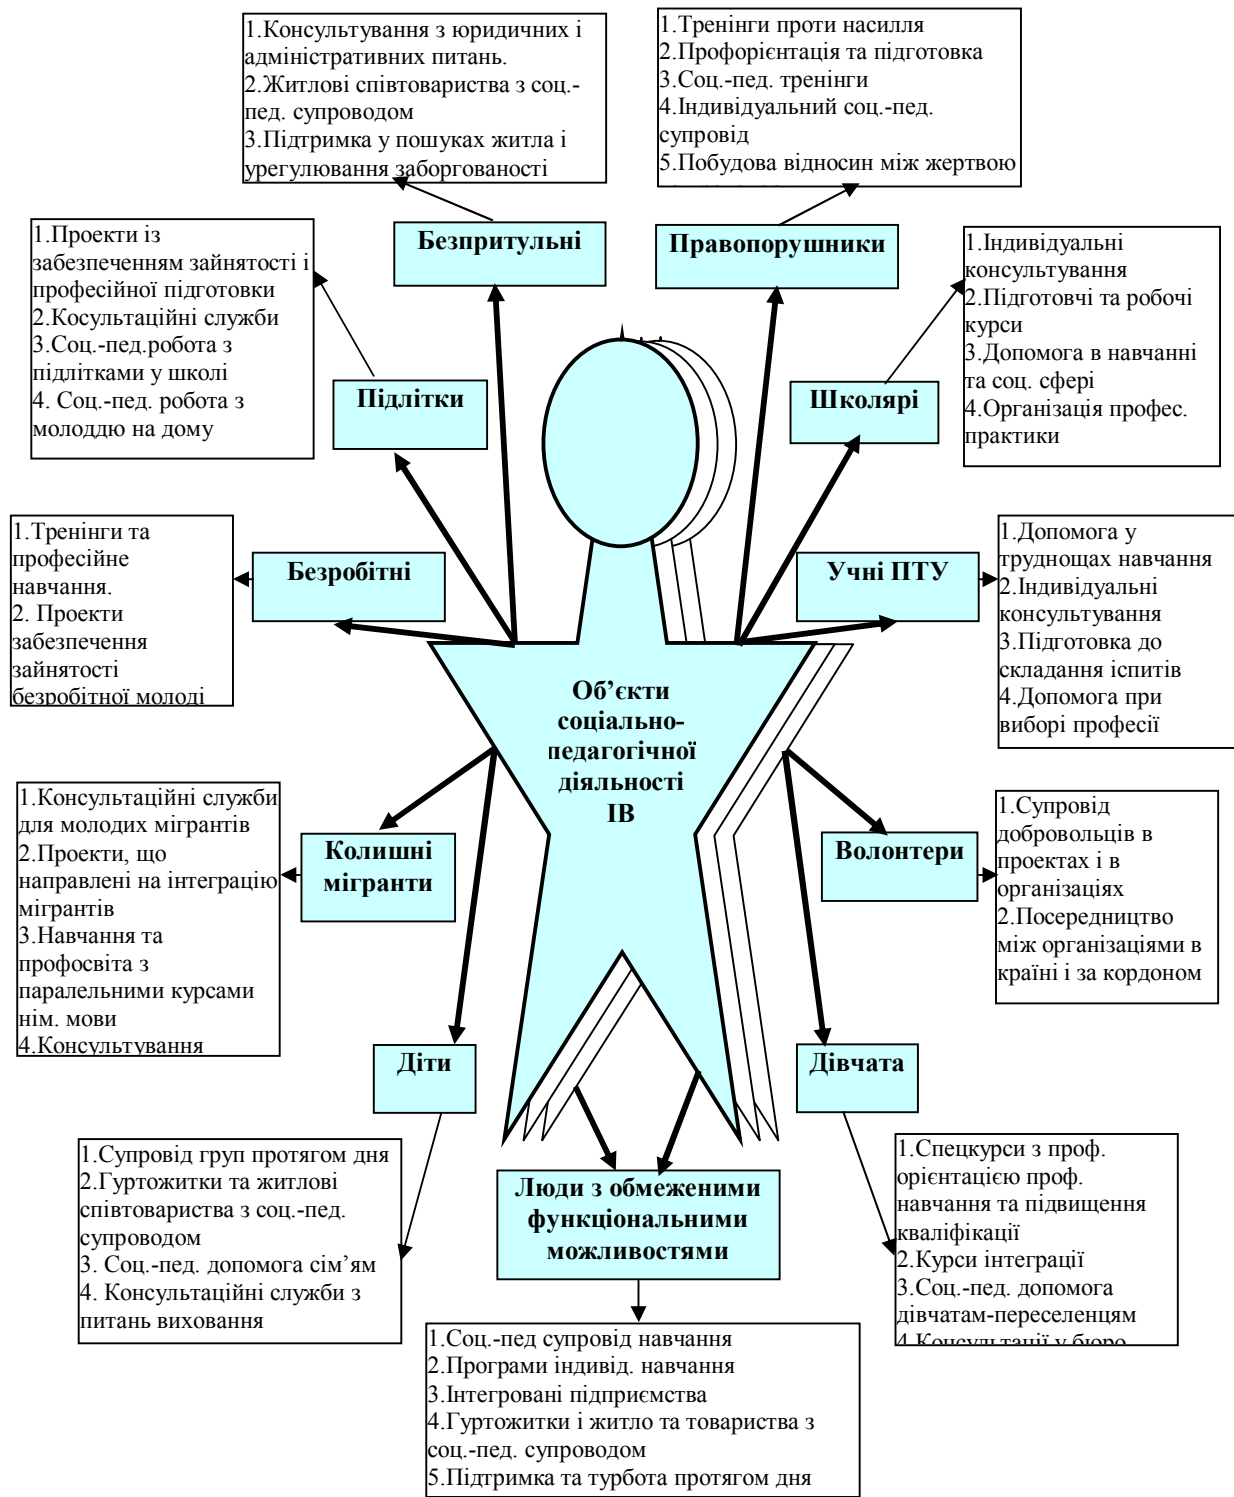 1.Консультування з юридичних і
адміністративних питань.
2.Житлові співтовариства з соц.-
пед. супроводом
3.Підтримка у пошуках житла і
урегулювання заборгованості
1.Тренінги проти насилля
2.Профорієнтація та підготовка
3.Соц.-пед. тренінги
4.Індивідуальний соц.-пед.
супровід
5.Побудова відносин між жертвою
Безпритульні
Правопорушники
1.Проекти із
забезпеченням зайнятості і
професійної підготовки
2.Косультаційні служби
3.Соц.-пед.робота з
підлітками у школі
4. Соц.-пед. робота з
молоддю на дому
Підлітки
Школярі
1.Індивідуальні
консультування
2.Підготовчі та робочі
курси
3.Допомога в навчанні
та соц. сфері
4.Організація профес.
практики
1.Тренінги та
професійне
навчання.
2. Проекти
забезпечення
зайнятості
безробітної молоді
Безробітні
Учні ПТУ
1.Допомога у
труднощах навчання
2.Індивідуальні
консультування
3.Підготовка до
складання іспитів
4.Допомога при
виборі професії
Об’єкти
соціально-
педагогічної
діяльності
ІВ
1.Консультаційні служби
для молодих мігрантів
2.Проекти, що
направлені на інтеграцію
мігрантів
3.Навчання та
профосвіта з
паралельними курсами
нім. мови
4.Консультування
Колишні
мігранти
Волонтери
1.Супровід
добровольців в
проектах і в
організаціях
2.Посередництво
між організаціями в
країні і за кордоном
Діти
Дівчата
1.Супровід груп протягом дня
2.Гуртожитки та житлові
співтовариства з соц.-пед.
супроводом
3. Соц.-пед. допомога сім’ям
4. Консультаційні служби з
питань виховання
Люди з обмеженими
функціональними
можливостями
1.Спецкурси з проф.
орієнтацією проф.
навчання та підвищення
кваліфікації
2.Курси інтеграції
3.Соц.-пед. допомога
дівчатам-переселенцям
4.Консультації у бюро
1.Соц.-пед супровід навчання
2.Програми індивід. навчання
3.Інтегровані підприємства
4.Гуртожитки і житло та товариства з
соц.-пед. супроводом
5.Підтримка та турбота протягом дня